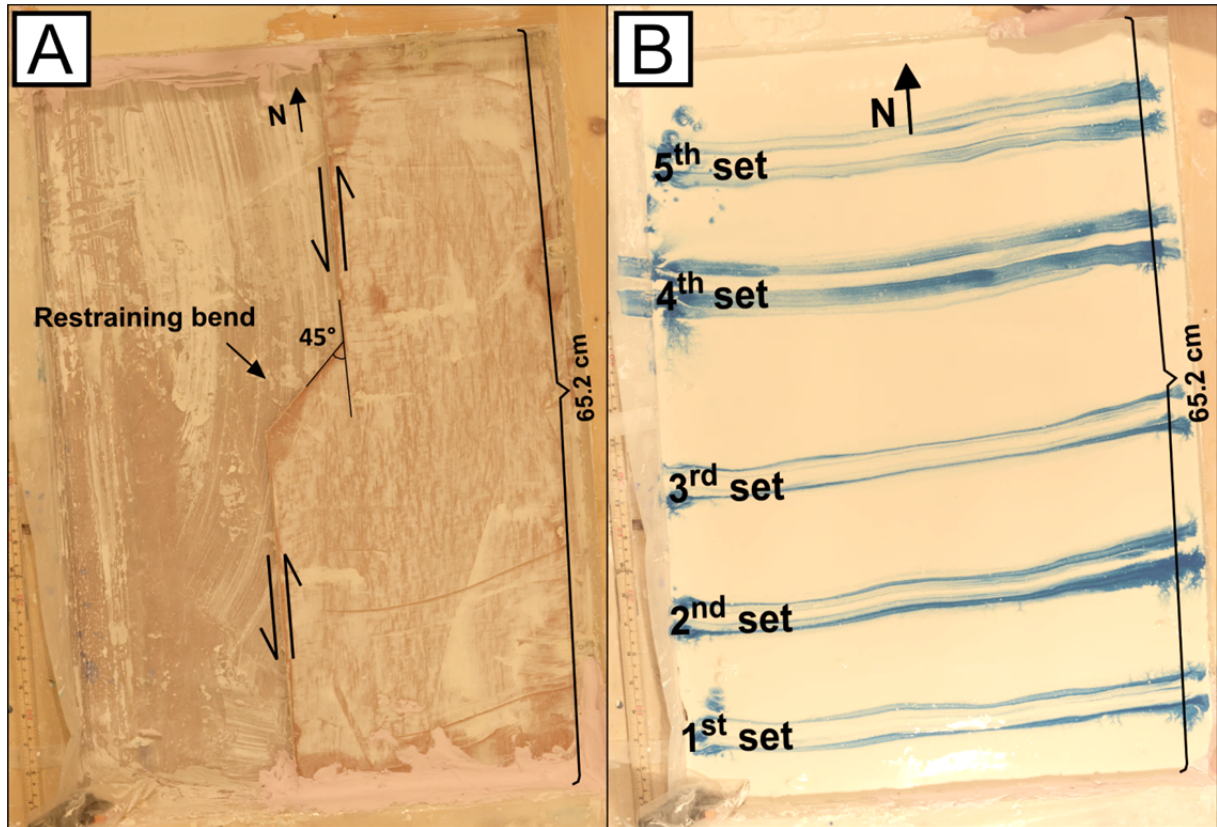 A
N
Restraining bend
45°
65.2 cm
B
N
5th set
4th set
3rd set
2nd set
1st set
65.2 cm